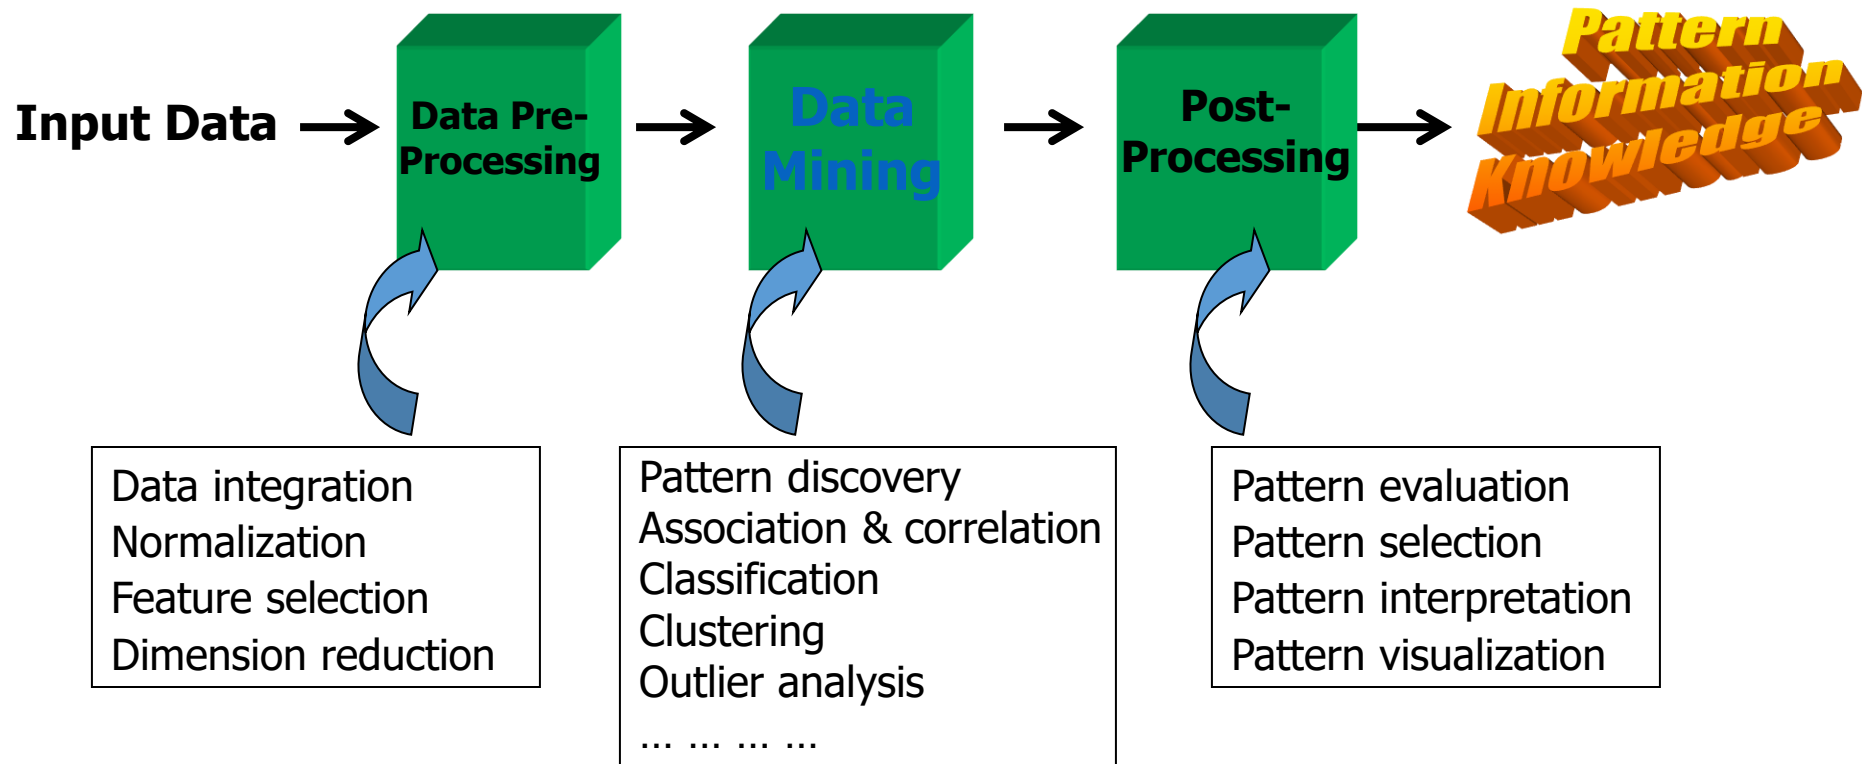 Input Data
Data Pre-
Processing
Data
Mining
Post-
Processing
Pattern
Information
Knowledge
Data integration
Normalization
Feature selection
Dimension reduction
Pattern discovery
Association & correlation
Classification
Clustering
Outlier analysis
… … … …
Pattern evaluation
Pattern selection
Pattern interpretation
Pattern visualization